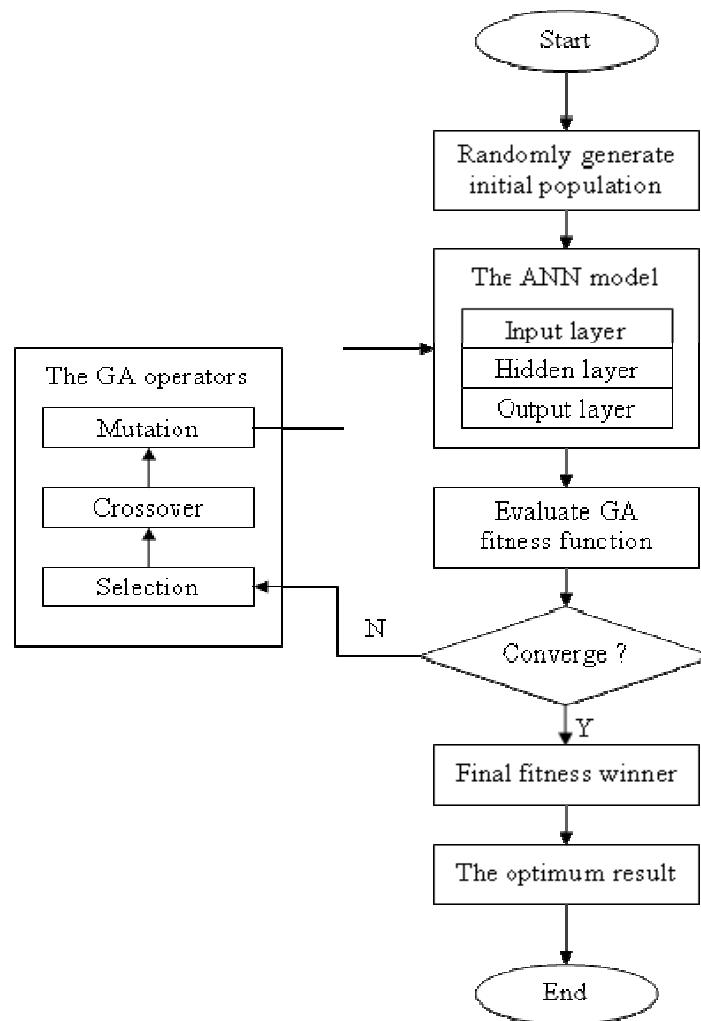 Start
Randomly generate
initial population
The ANN model
Input layer
Hidden layer
Output layer
The GA operators
Mutation
Crossover
Selection
Evaluate GA
fitness function
N
Converge ?
Y
Final fitness winner
The optimum result
End